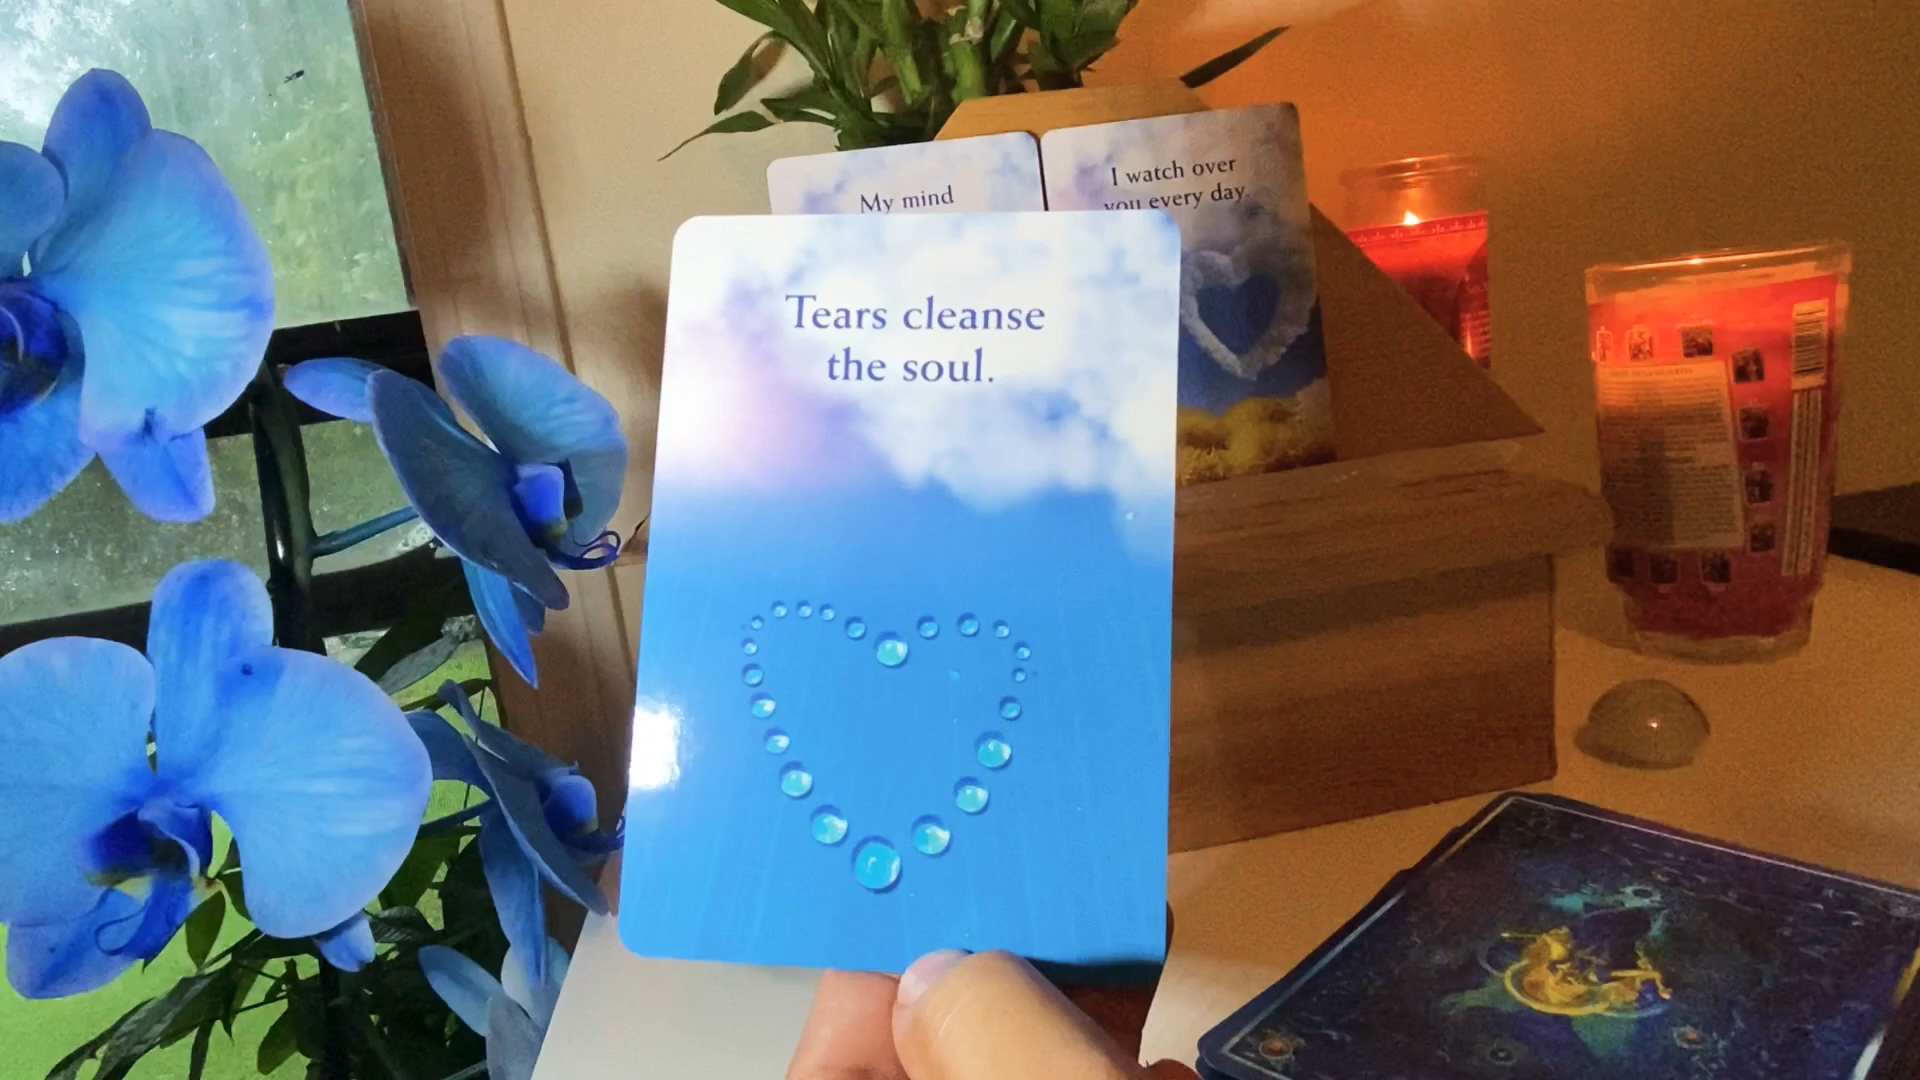 My mind
I watch over
you every day.
Tears cleanse
the soul.